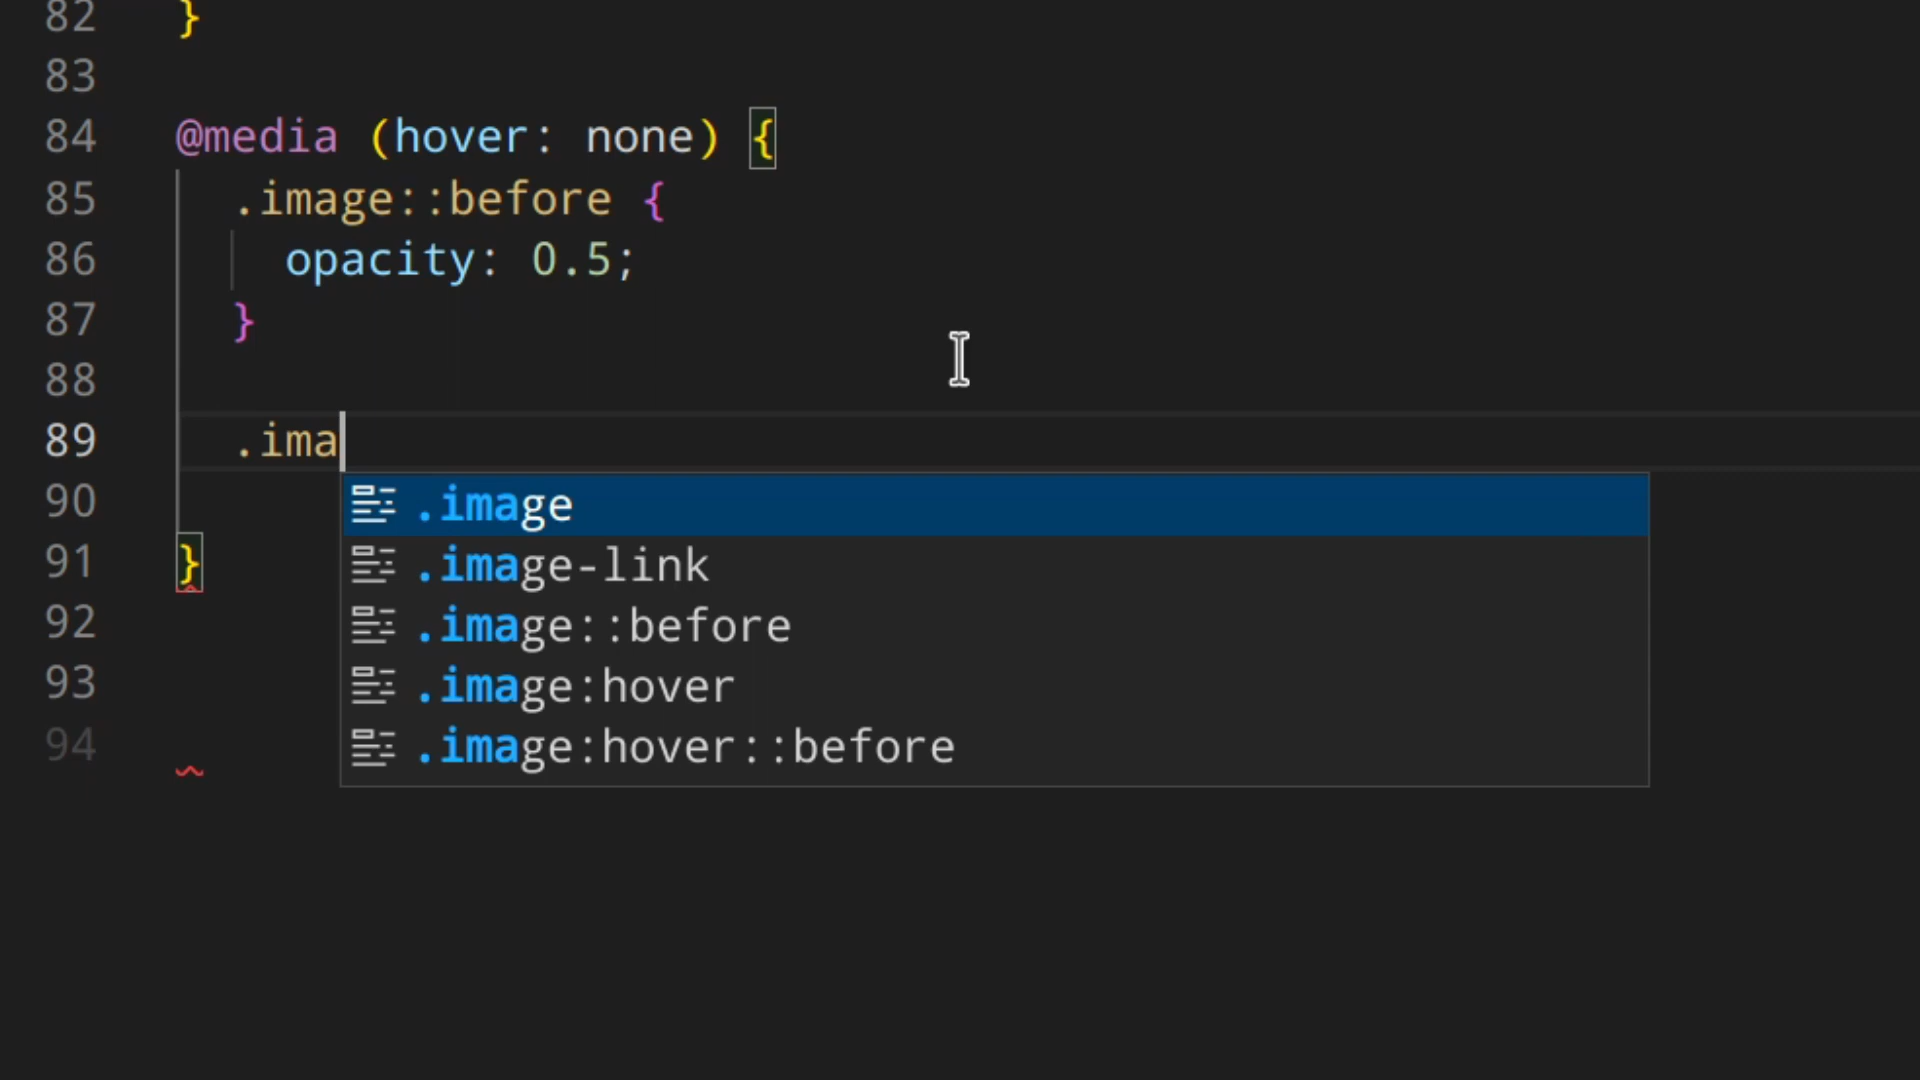 82 }
83
84 @media (hover: none) {
85 .image::before {
86 opacity: 0.5;
87 }
88
89 .ima
.image
90
.image-link
91 }
.image::before
92
.image:hover
93
.image:hover::before
94